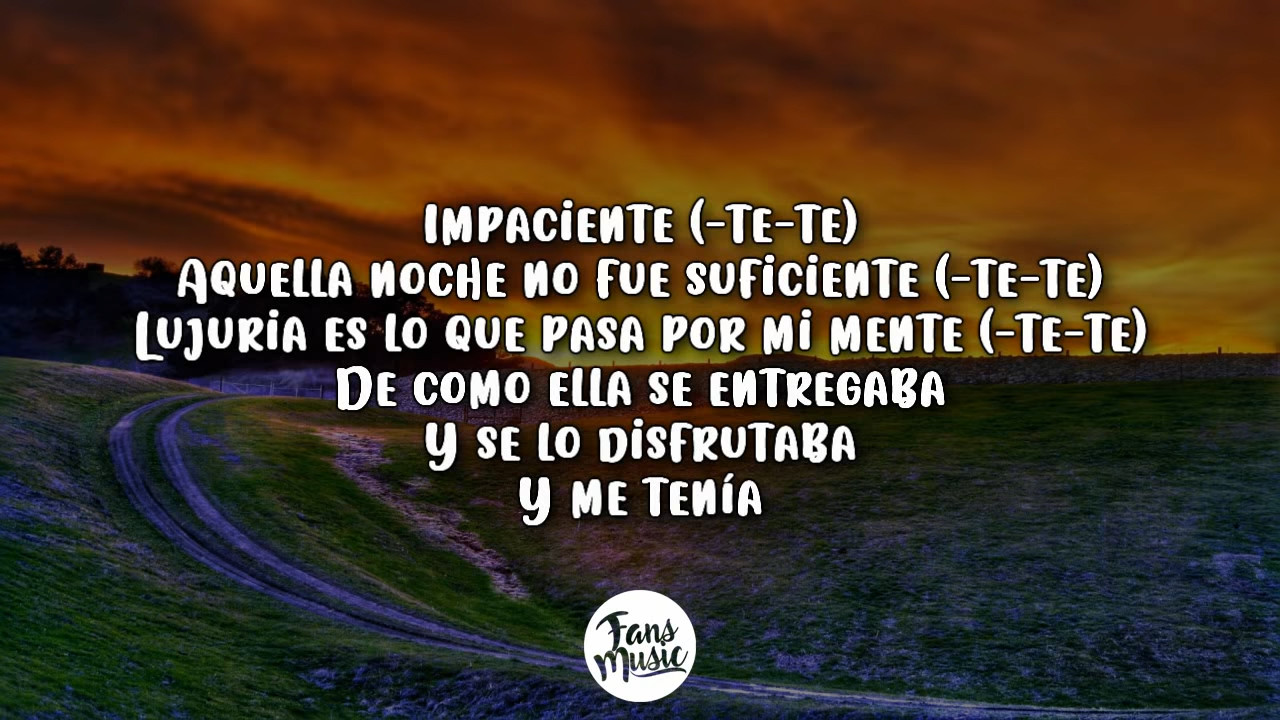 Impaciente (-te-te)
Aquella noche no fue suficiente (-te-te)
Lujuria es lo que pasa por mi mente (-te-te)
De como ella se entregaba
Y se lo disfrutaba
Y me tenía
Fans
Music